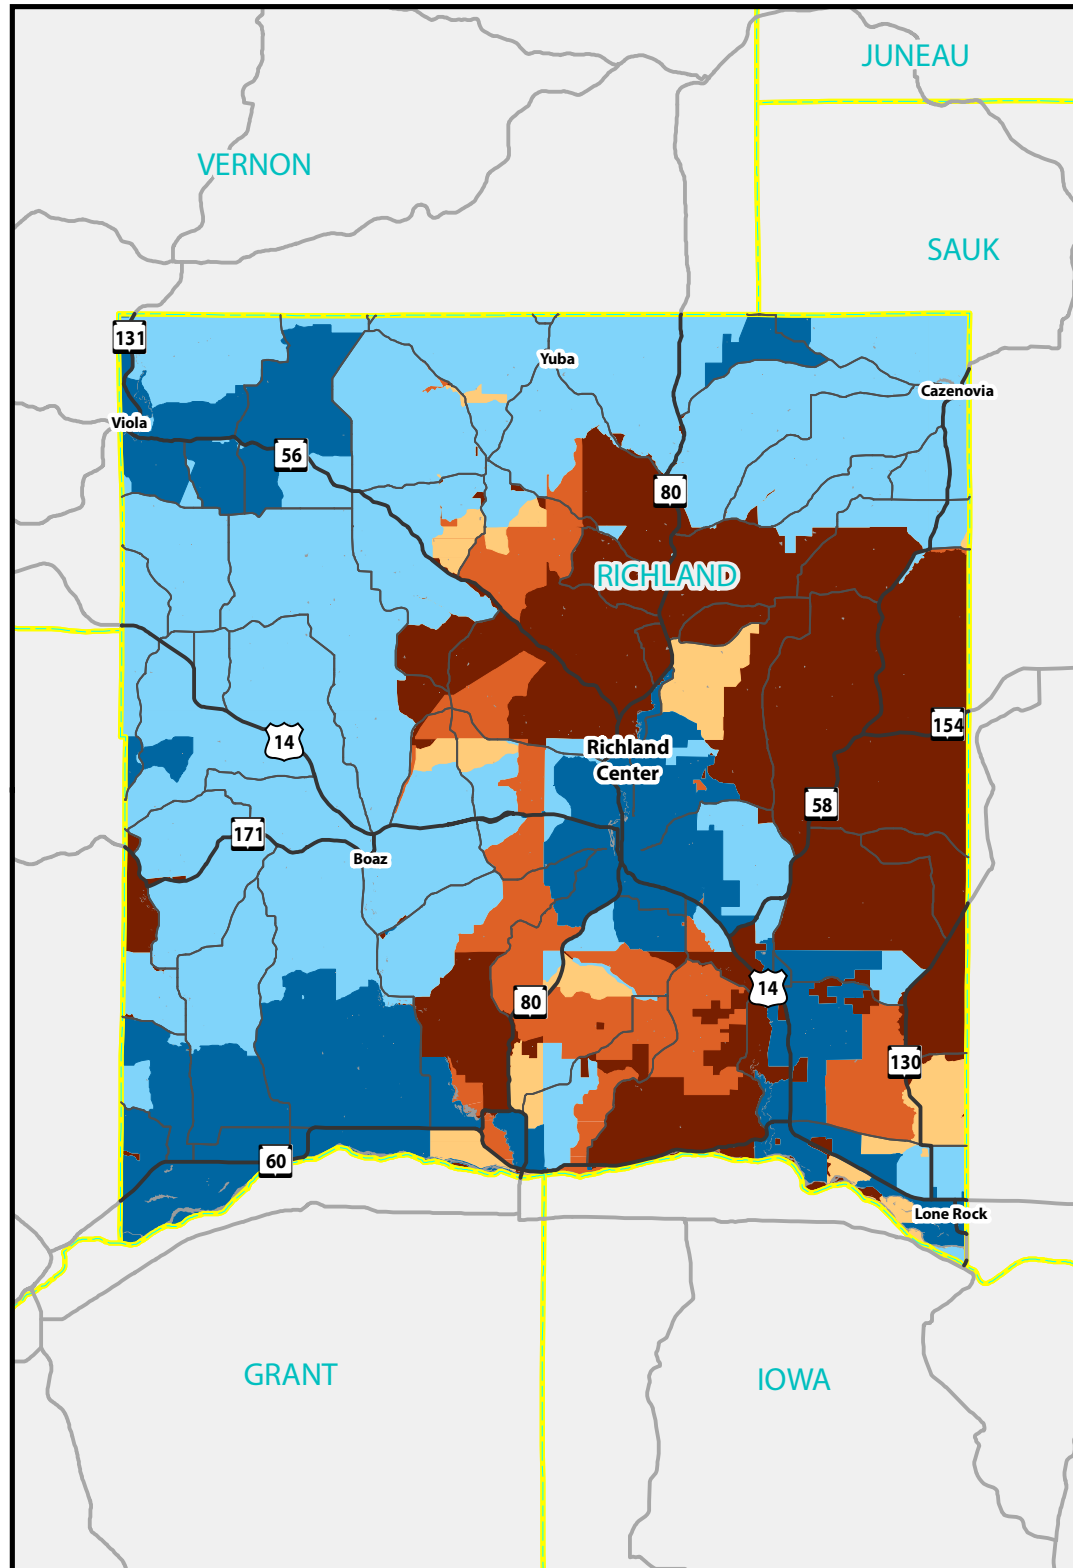 JUNEAU
VERNON
SAUK
131
Yuba
Cazenovia
Viola
56
80
RICHLAND
154
14
Richland
Center
58
171
Boaz
14
80
130
60
Lone Rock
GRANT
IOWA